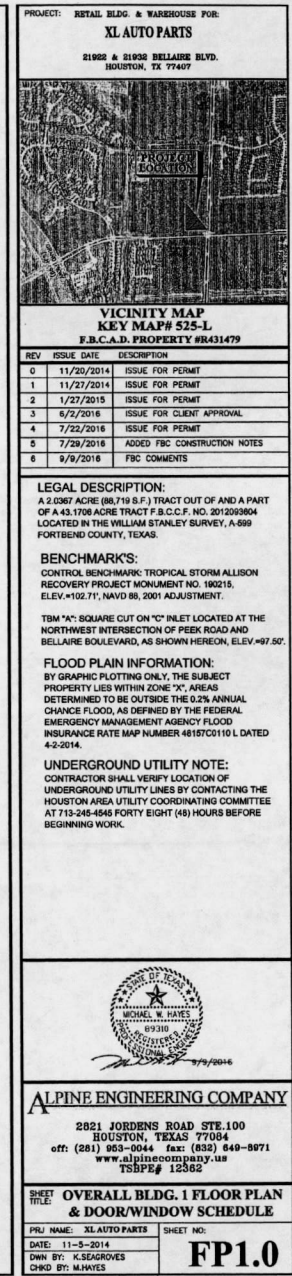 PROJECT: RETAIL BLDG. & WAREHOUSE FOR:
XL AUTO PARTS
21922 & 21932 BELLAIRE BLVD.
HOUSTON, TX 77407
PROJECT
LOCATION
VICINITY MAP
KEY MAP# 525-L
F.B.C.A.D. PROPERTY #R431479
REV ISSUE DATE DESCRIPTION
0 11/20/2014 ISSUE FOR PERMIT
1 11/27/2014 ISSUE FOR PERMIT
2 1/27/2015 ISSUE FOR PERMIT
3 6/2/2016 ISSUE FOR CLIENT APPROVAL
4 7/22/2016 ISSUE FOR PERMIT
5 7/29/2016 ADDED FBC CONSTRUCTION NOTES
6 9/9/2016 FBC COMMENTS
LEGAL DESCRIPTION:
A 2.0367 ACRE (88,719 S.F.) TRACT OUT OF AND A PART
OF A 43.1706 ACRE TRACT F.B.C.C.F. NO. 2012093604
LOCATED IN THE WILLIAM STANLEY SURVEY, A-599
FORTBEND COUNTY, TEXAS.
BENCHMARK'S:
CONTROL BENCHMARK: TROPICAL STORM ALLISON
RECOVERY PROJECT MONUMENT NO. 190215,
ELEV.=102.71', NAVD 88, 2001 ADJUSTMENT.
TBM "A": SQUARE CUT ON "C" INLET LOCATED AT THE
NORTHWEST INTERSECTION OF PEEK ROAD AND
BELLAIRE BOULEVARD, AS SHOWN HEREON, ELEV.=97.50'.
FLOOD PLAIN INFORMATION:
BY GRAPHIC PLOTTING ONLY, THE SUBJECT
PROPERTY LIES WITHIN ZONE "X", AREAS
DETERMINED TO BE OUTSIDE THE 0.2% ANNUAL
CHANCE FLOOD, AS DEFINED BY THE FEDERAL
EMERGENCY MANAGEMENT AGENCY FLOOD
INSURANCE RATE MAP NUMBER 48157C0110 L DATED
4-2-2014.
UNDERGROUND UTILITY NOTE:
CONTRACTOR SHALL VERIFY LOCATION OF
UNDERGROUND UTILITY LINES BY CONTACTING THE
HOUSTON AREA UTILITY COORDINATING COMMITTEE
AT 713-245-4545 FORTY EIGHT (48) HOURS BEFORE
BEGINNING WORK.
STATE OF TEXAS
MICHAEL W. HAYES
89310
REGISTERED
PROFESSIONAL ENGINEER
9/9/2016
ALPINE ENGINEERING COMPANY
2821 JORDENS ROAD STE.100
HOUSTON, TEXAS 77084
off: (281) 953-0044 fax: (832) 649-8971
www.alpinecompany.us
TSBPE# 12362
SHEET TITLE: OVERALL BLDG. 1 FLOOR PLAN
& DOOR/WINDOW SCHEDULE
PRJ NAME: XL AUTO PARTS SHEET NO:
DATE: 11-5-2014
DWN BY: K.SEAGROVES
CHKD BY: M.HAYES
FP1.0